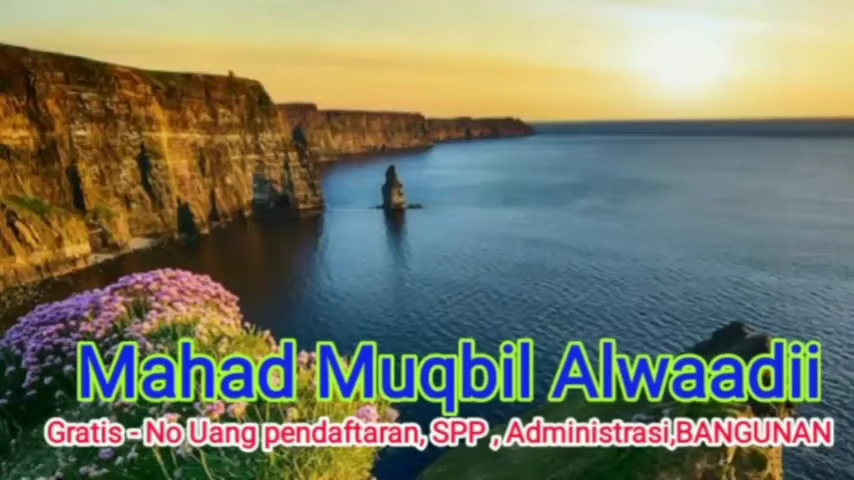 Mahad Muqbil Alwaadii
Gratis - No Uang pendaftaran, SPP , Administrasi,BANGUNAN